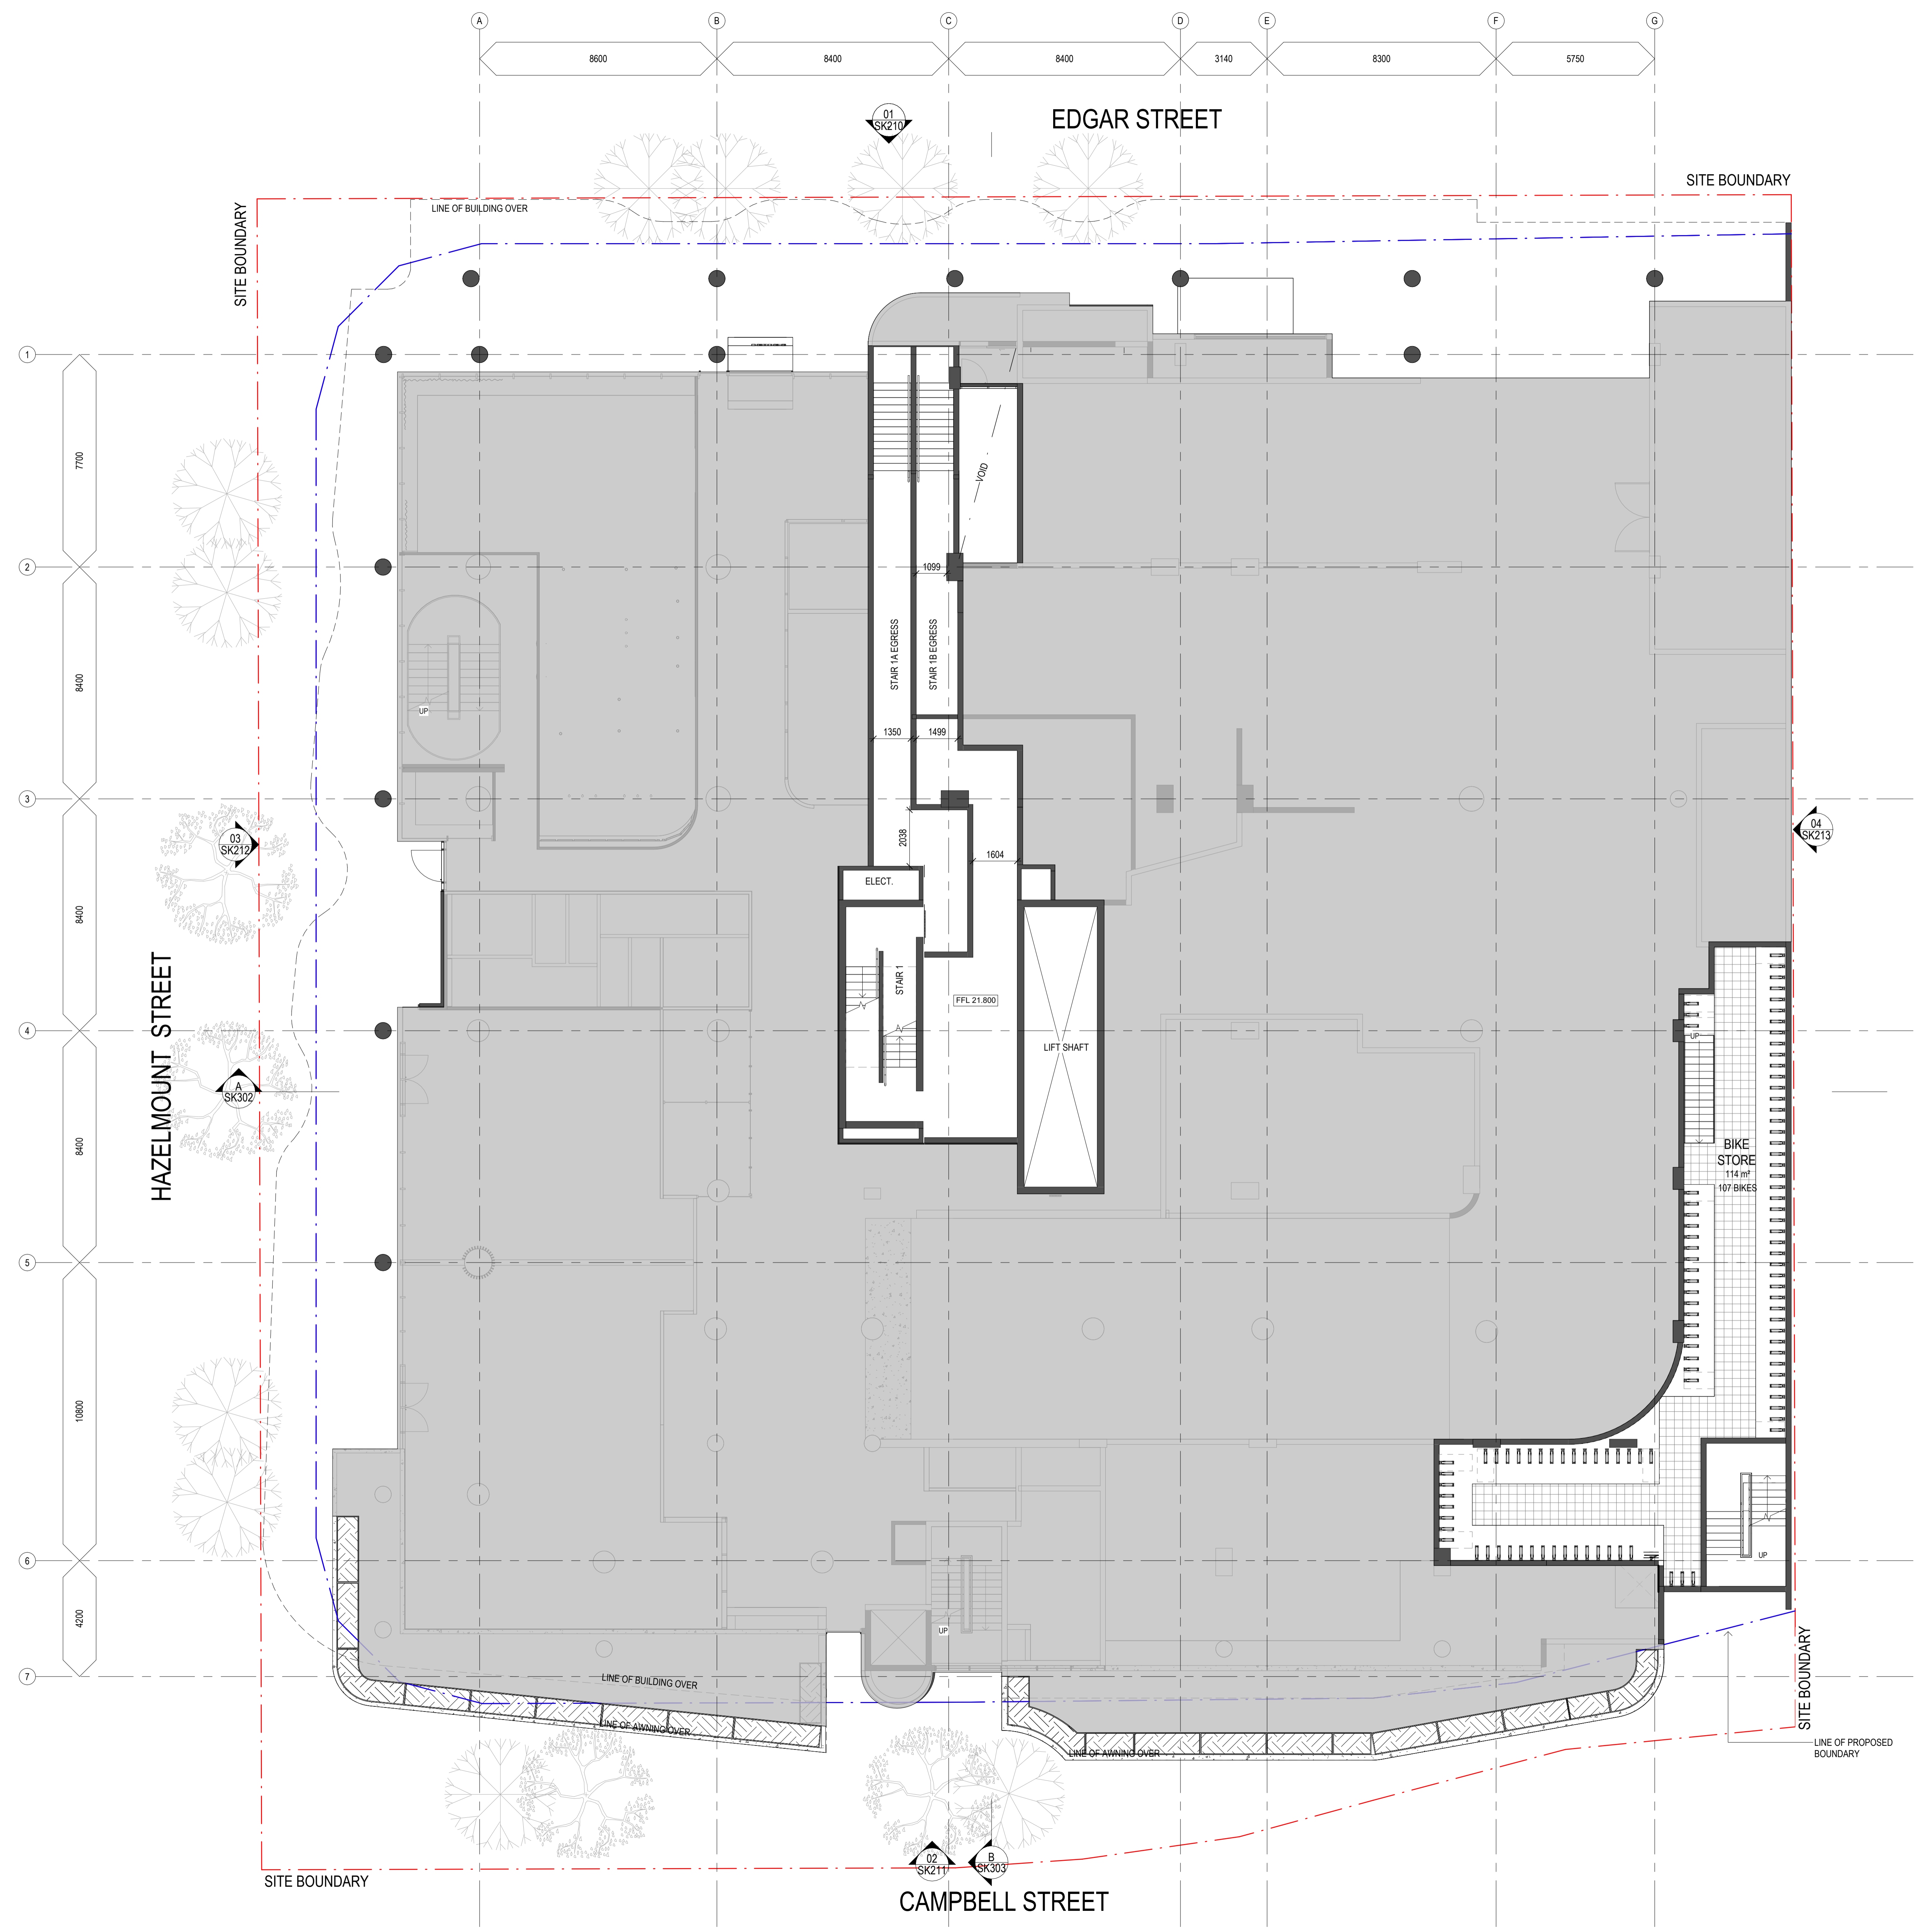 A
B
C
D
E
F
G
8600
8400
8400
3140
8300
5750
01
SK210
EDGAR STREET
SITE BOUNDARY
SITE BOUNDARY
LINE OF BUILDING OVER
1
7700
VOID
2
1099
STAIR 1A EGRESS
STAIR 1B EGRESS
8400
UP
1350
1499
3
03
SK212
04
SK213
2038
1604
ELECT.
8400
STAIR 1
FFL 21.800
HAZELMOUNT STREET
4
UP
LIFT SHAFT
A
SK302
8400
BIKE
STORE
114 m²
107 BIKES
5
10800
6
UP
4200
UP
7
LINE OF BUILDING OVER
SITE BOUNDARY
LINE OF AWNING OVER
LINE OF AWNING OVER
LINE OF PROPOSED
BOUNDARY
02
SK211
B
SK303
SITE BOUNDARY
CAMPBELL STREET